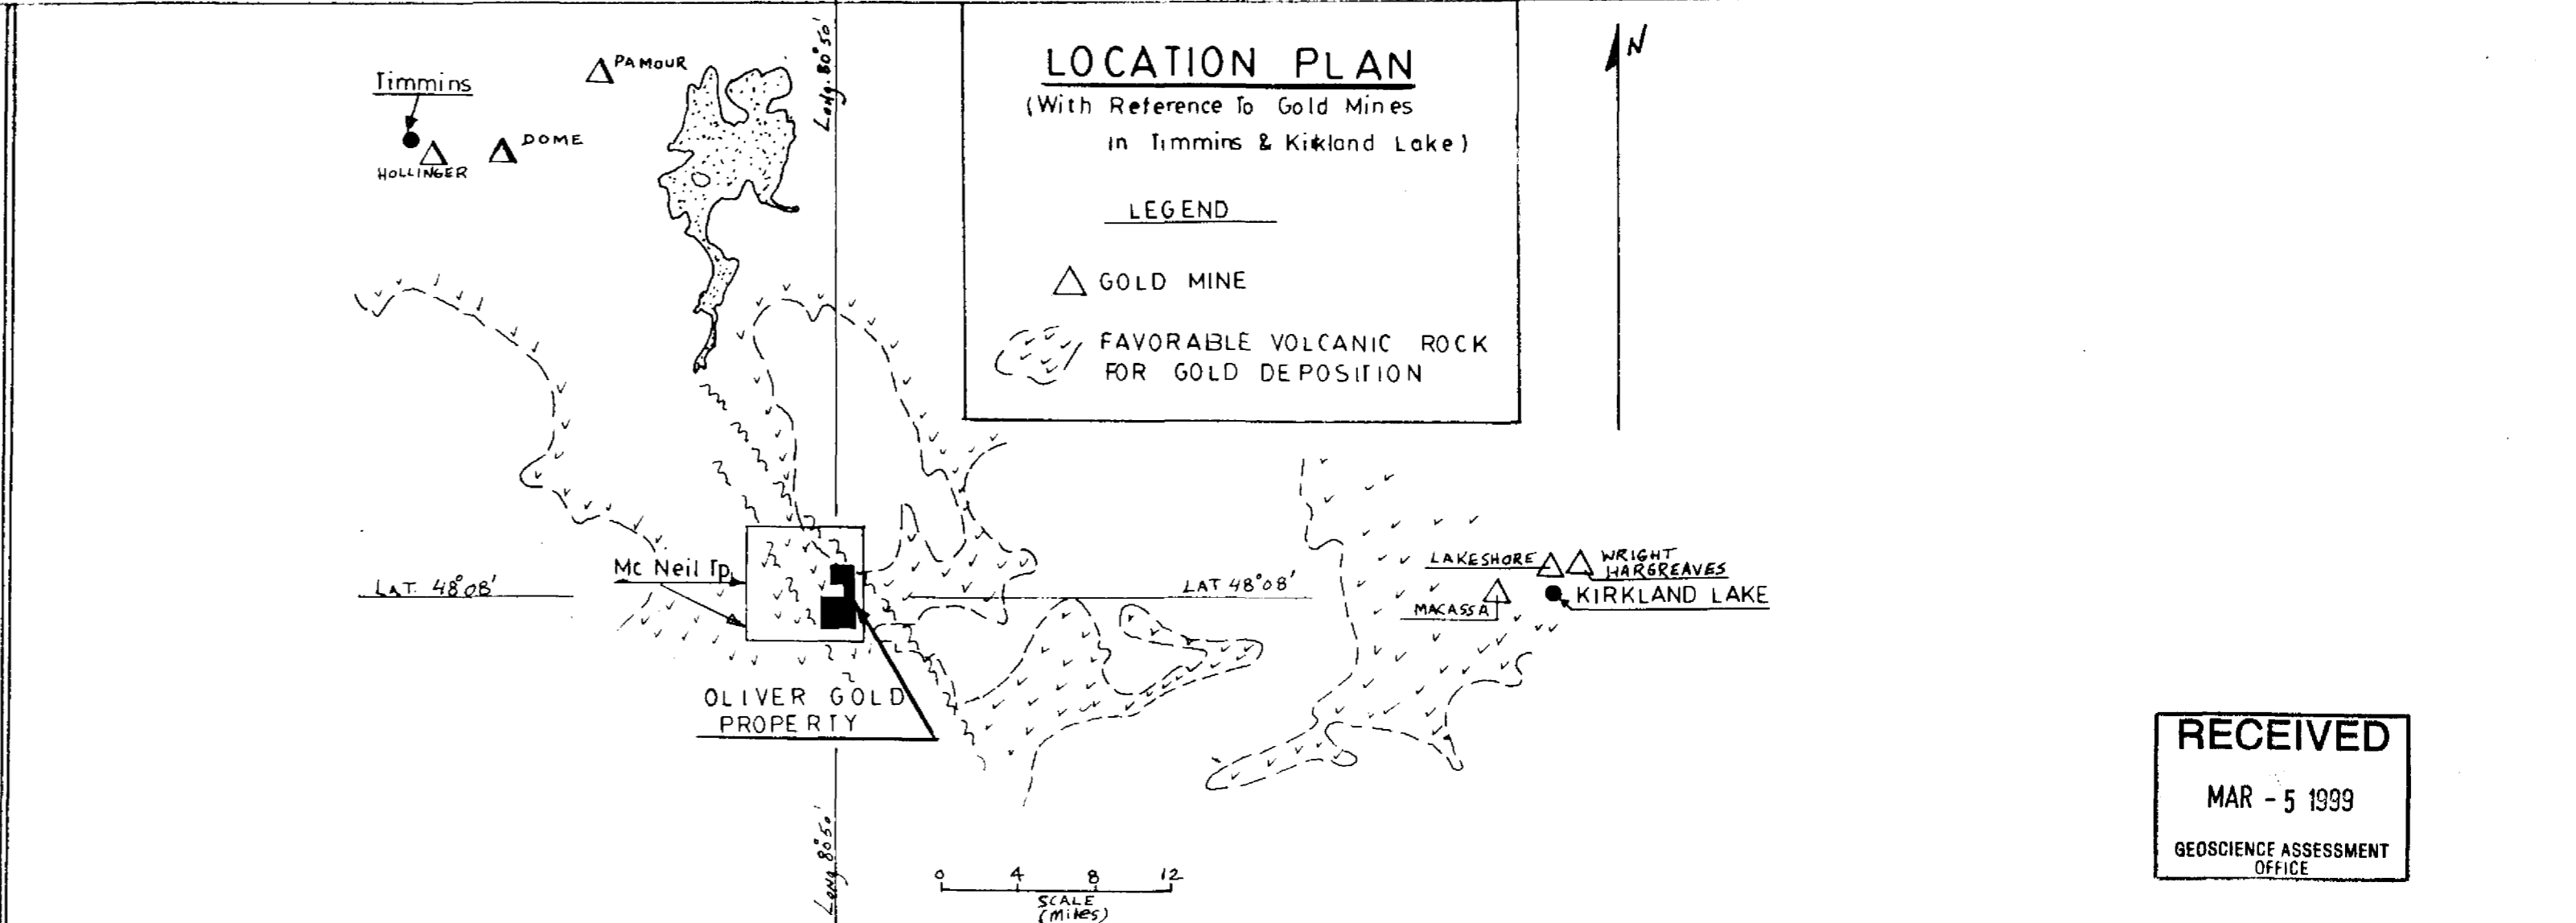 LOCATION PLAN
(With Reference To Gold Mines
in Timmins & Kirkland Lake)
LEGEND
GOLD MINE
FAVORABLE VOLCANIC ROCK
FOR GOLD DEPOSITION
N
Timmins
PAMOUR
DOME
HOLLINGER
Long. 80°50'
Mc Neil Tp.
LAT. 48°08'
LAT 48°08'
LAKESHORE
WRIGHT
HARGREAVES
MACASSA
KIRKLAND LAKE
OLIVER GOLD
PROPERTY
Long 80°50'
0 4 8 12
SCALE
(miles)
RECEIVED
MAR - 5 1999
GEOSCIENCE ASSESSMENT
OFFICE